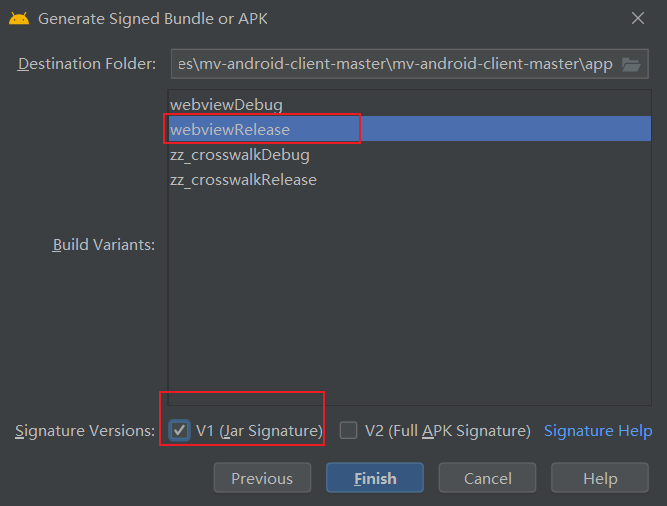 Generate Signed Bundle or APK
Destination Folder: es\mv-android-client-master\mv-android-client-master\app
webviewDebug
webviewRelease
zz_crosswalkDebug
zz_crosswalkRelease
Build Variants:
Signature Versions: V1 (Jar Signature) V2 (Full APK Signature) Signature Help
Previous Finish Cancel Help